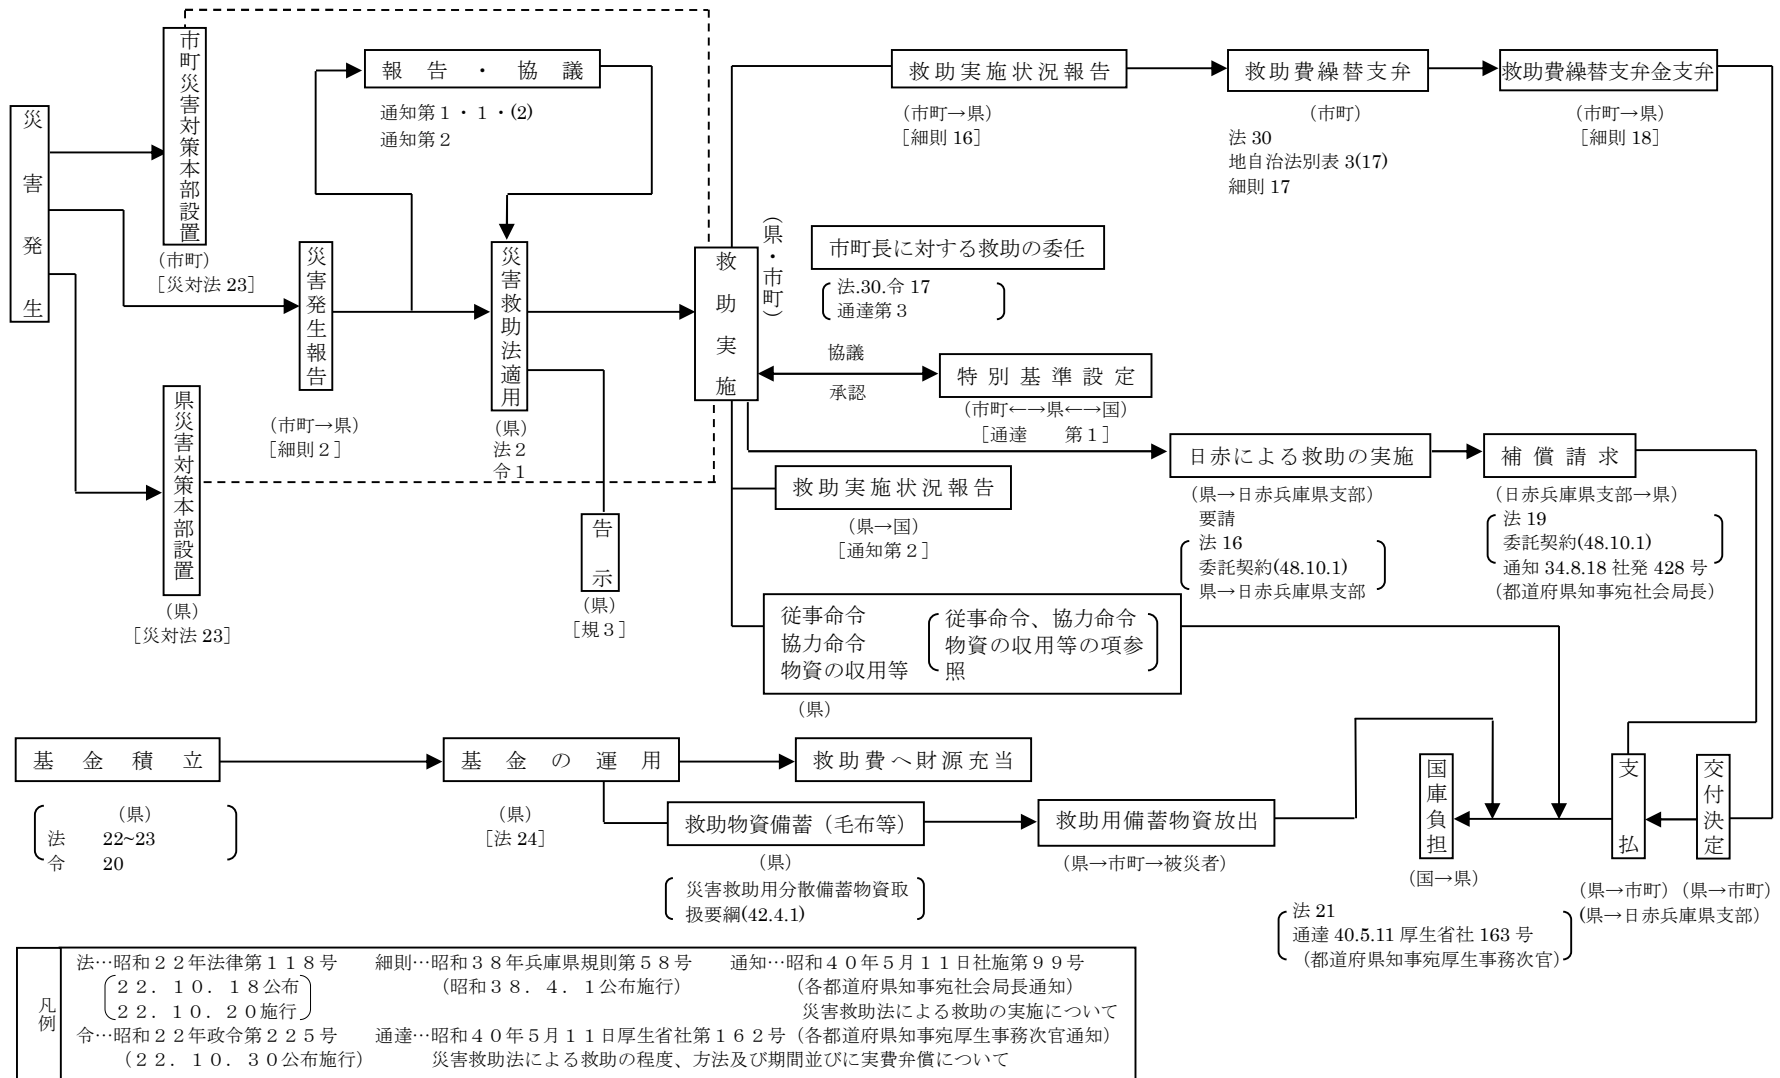 災害発生
市町災害対策本部設置
（市町）
［災対法 23］
県災害対策本部設置
（県）
［災対法 23］
災害発生報告
（市町→県）
［細則２］
報告・協議
通知第１・１・(2)
通知第２
災害救助法適用
（県）
法２
令１
告示
（県）
［規３］
救助実施
（県・市町）
救助実施状況報告
（市町→県）
［細則 16］
救助費繰替支弁
（市町）
法 30
地自治法別表 3(17)
細則 17
救助費繰替支弁金支弁
（市町→県）
［細則 18］
市町長に対する救助の委任
法.30.令 17
通達第３
協議
承認
特別基準設定
（市町←→県←→国）
［通達　第１］
日赤による救助の実施
（県→日赤兵庫県支部）
要請
法 16
委託契約(48.10.1)
県→日赤兵庫県支部
補償請求
（日赤兵庫県支部→県）
法 19
委託契約(48.10.1)
通知 34.8.18 社発 428 号
（都道府県知事宛社会局長）
救助実施状況報告
（県→国）
［通知第２］
従事命令
協力命令
物資の収用等
従事命令、協力命令
物資の収用等の項参
照
（県）
基金積立
（県）
法　22~23
令　20
基金の運用
（県）
［法 24］
救助費へ財源充当
救助物資備蓄（毛布等）
（県）
災害救助用分散備蓄物資取
扱要綱(42.4.1)
救助用備蓄物資放出
（県→市町→被災者）
国庫負担
（国→県）
法 21
通達 40.5.11 厚生省社 163 号
（都道府県知事宛厚生事務次官）
支払
（県→市町）
（県→日赤兵庫県支部）
交付決定
（県→市町）
凡例
法…昭和２２年法律第１１８号
２２．１０．１８公布
２２．１０．２０施行
令…昭和２２年政令第２２５号
（２２．１０．３０公布施行）
細則…昭和３８年兵庫県規則第５８号
（昭和３８．４．１公布施行）
通知…昭和４０年５月１１日社施第９９号
（各都道府県知事宛社会局長通知）
災害救助法による救助の実施について
通達…昭和４０年５月１１日厚生省社第１６２号（各都道府県知事宛厚生事務次官通知）
災害救助法による救助の程度、方法及び期間並びに実費弁償について